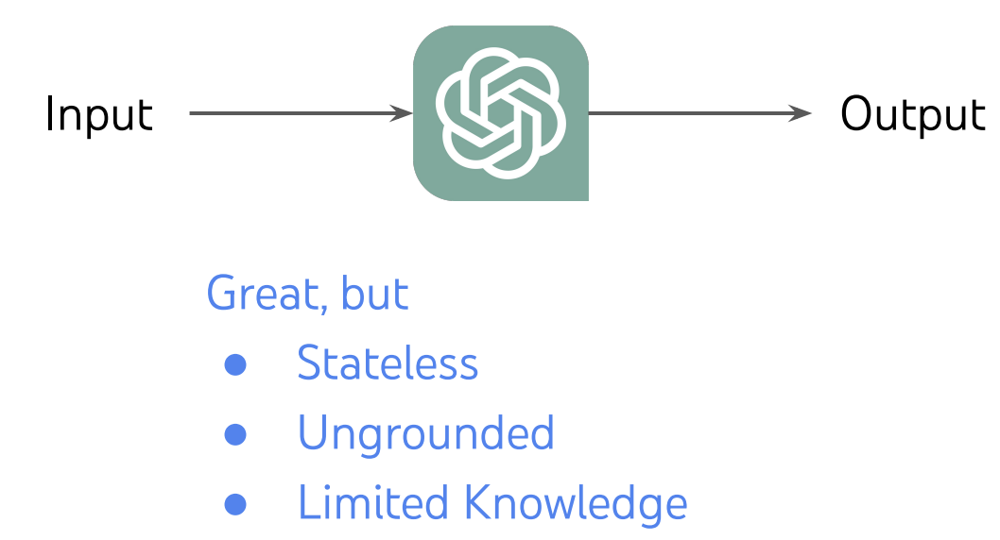 Input
Output
Great, but
● Stateless
● Ungrounded
● Limited Knowledge